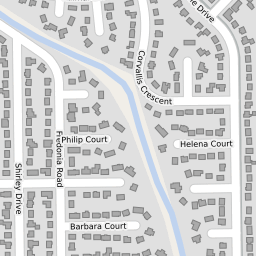 Drive
Corvallis Crescent
Philip Court
Helena Court
Fredonia Road
Shirley Drive
Barbara Court